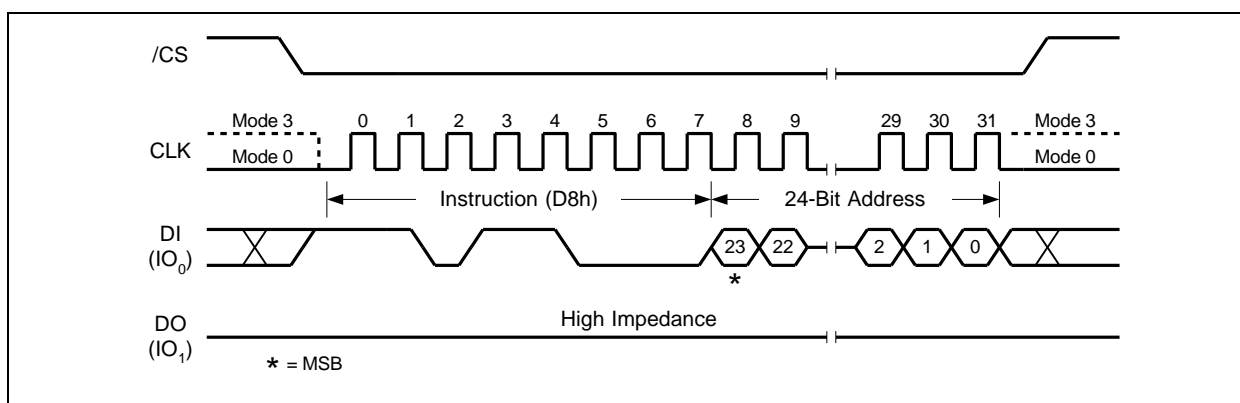 /CS
Mode 3 0 1 2 3 4 5 6 7 8 9 29 30 31 Mode 3
CLK
Mode 0 Mode 0
Instruction (D8h) 24-Bit Address
DI
(IO0) 23 22 2 1 0
*
High Impedance
DO
(IO1)
* = MSB